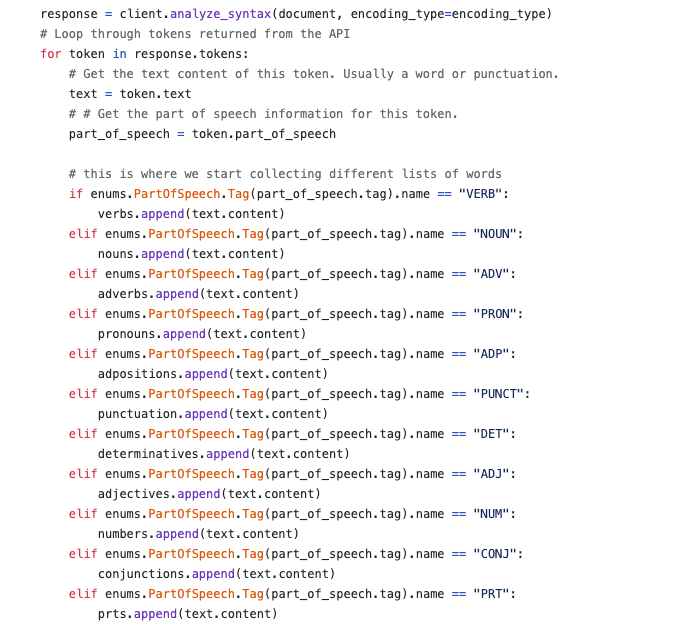 response = client.analyze_syntax(document, encoding_type=encoding_type)
# Loop through tokens returned from the API
for token in response.tokens:
# Get the text content of this token. Usually a word or punctuation.
text = token.text
# # Get the part of speech information for this token.
part_of_speech = token.part_of_speech
# this is where we start collecting different lists of words
if enums.PartOfSpeech.Tag(part_of_speech.tag).name == "VERB":
verbs.append(text.content)
elif enums.PartOfSpeech.Tag(part_of_speech.tag).name == "NOUN":
nouns.append(text.content)
elif enums.PartOfSpeech.Tag(part_of_speech.tag).name == "ADV":
adverbs.append(text.content)
elif enums.PartOfSpeech.Tag(part_of_speech.tag).name == "PRON":
pronouns.append(text.content)
elif enums.PartOfSpeech.Tag(part_of_speech.tag).name == "ADP":
adpositions.append(text.content)
elif enums.PartOfSpeech.Tag(part_of_speech.tag).name == "PUNCT":
punctuation.append(text.content)
elif enums.PartOfSpeech.Tag(part_of_speech.tag).name == "DET":
determinatives.append(text.content)
elif enums.PartOfSpeech.Tag(part_of_speech.tag).name == "ADJ":
adjectives.append(text.content)
elif enums.PartOfSpeech.Tag(part_of_speech.tag).name == "NUM":
numbers.append(text.content)
elif enums.PartOfSpeech.Tag(part_of_speech.tag).name == "CONJ":
conjunctions.append(text.content)
elif enums.PartOfSpeech.Tag(part_of_speech.tag).name == "PRT":
prts.append(text.content)